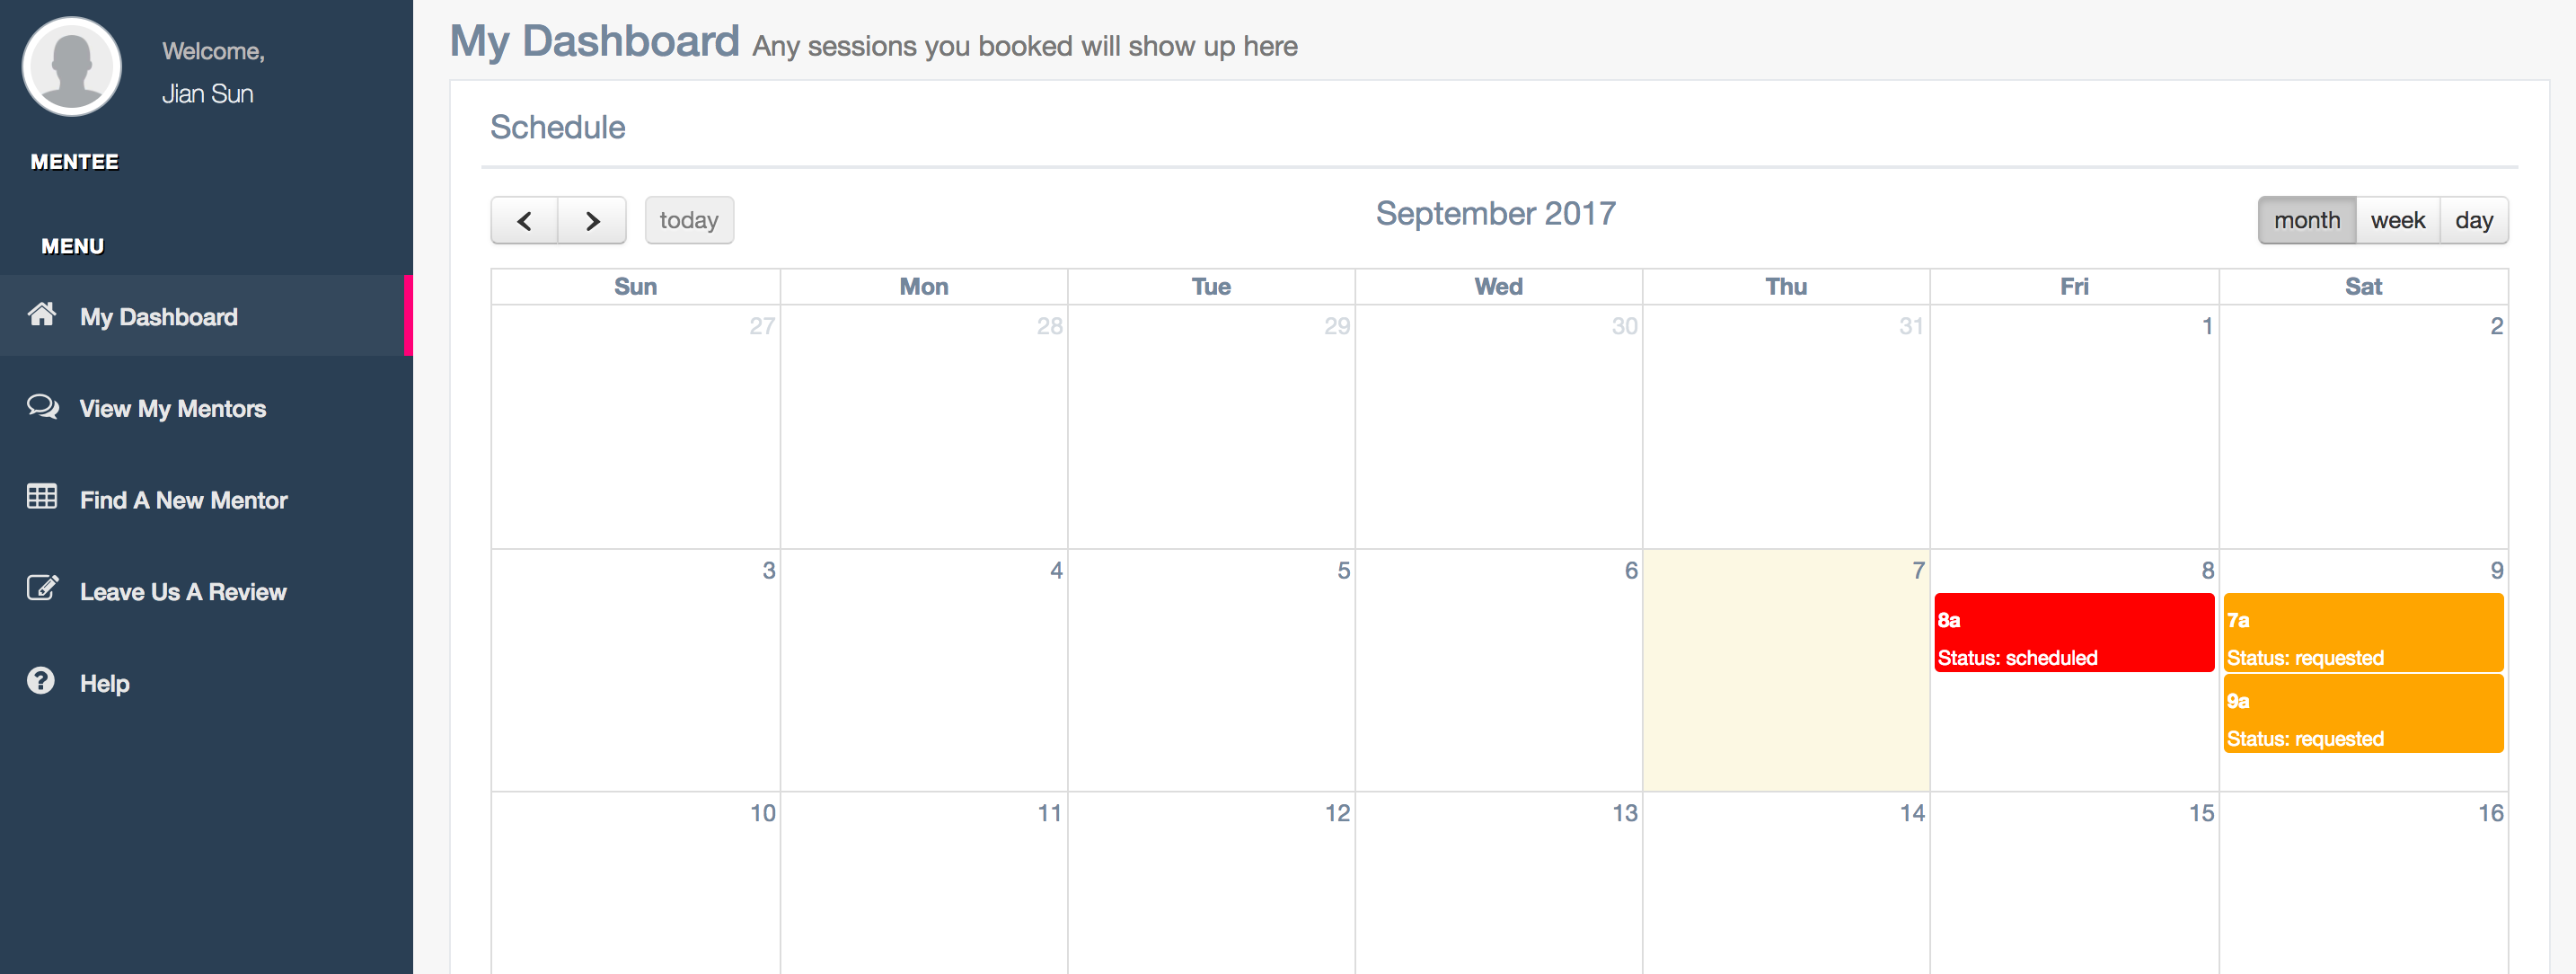 Welcome,
Jian Sun
MENTEE
MENU
My Dashboard
View My Mentors
Find A New Mentor
Leave Us A Review
Help
My Dashboard Any sessions you booked will show up here
Schedule
today
September 2017
month week day
Sun Mon Tue Wed Thu Fri Sat
27 28 29 30 31 1 2
3 4 5 6 7 8 9
8a
Status: scheduled
7a
Status: requested
9a
Status: requested
10 11 12 13 14 15 16